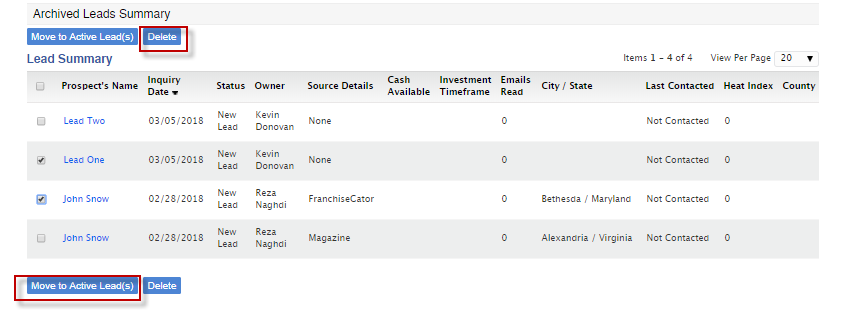 Archived Leads Summary
Move to Active Lead(s) Delete
Lead Summary Items 1 - 4 of 4 View Per Page 20
Prospect's Name Inquiry Date Status Owner Source Details Cash Available Investment Timeframe Emails Read City / State Last Contacted Heat Index County
Lead Two 03/05/2018 New Lead Kevin Donovan None 0 Not Contacted 0
Lead One 03/05/2018 New Lead Kevin Donovan None 0 Not Contacted 0
John Snow 02/28/2018 New Lead Reza Naghdi FranchiseGator 0 Bethesda / Maryland Not Contacted 0
John Snow 02/28/2018 New Lead Reza Naghdi Magazine 0 Alexandria / Virginia Not Contacted 0
Move to Active Lead(s) Delete